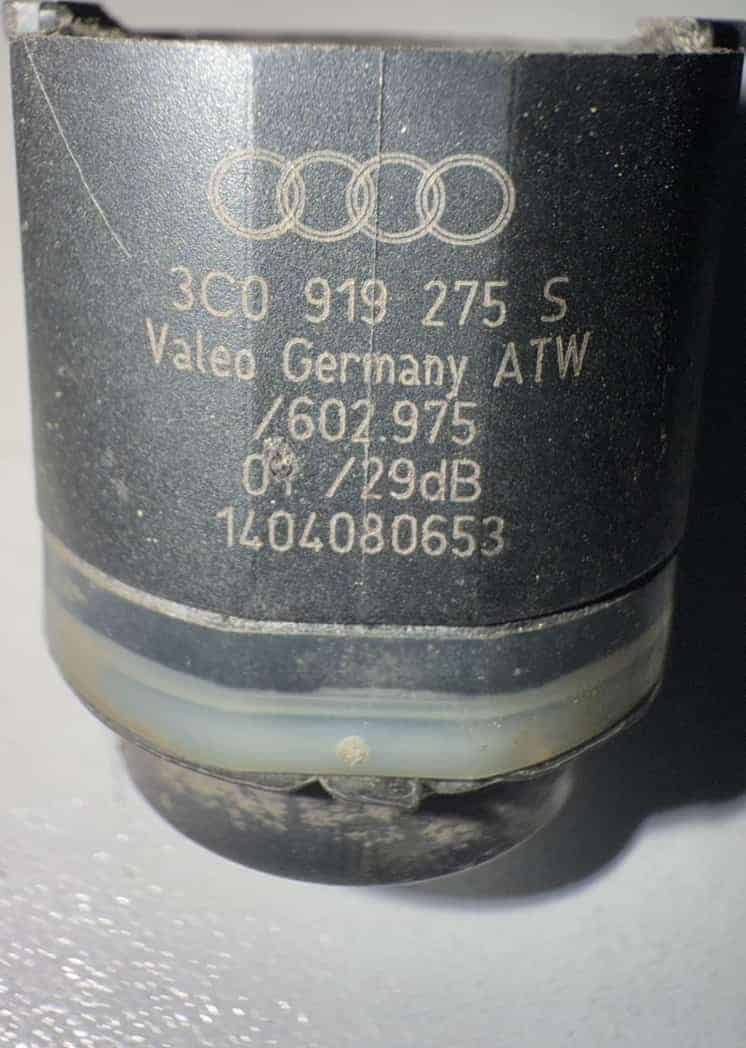 3C0 919 275 S
Valeo Germany ATW
/602.975
/29dB
1404080653